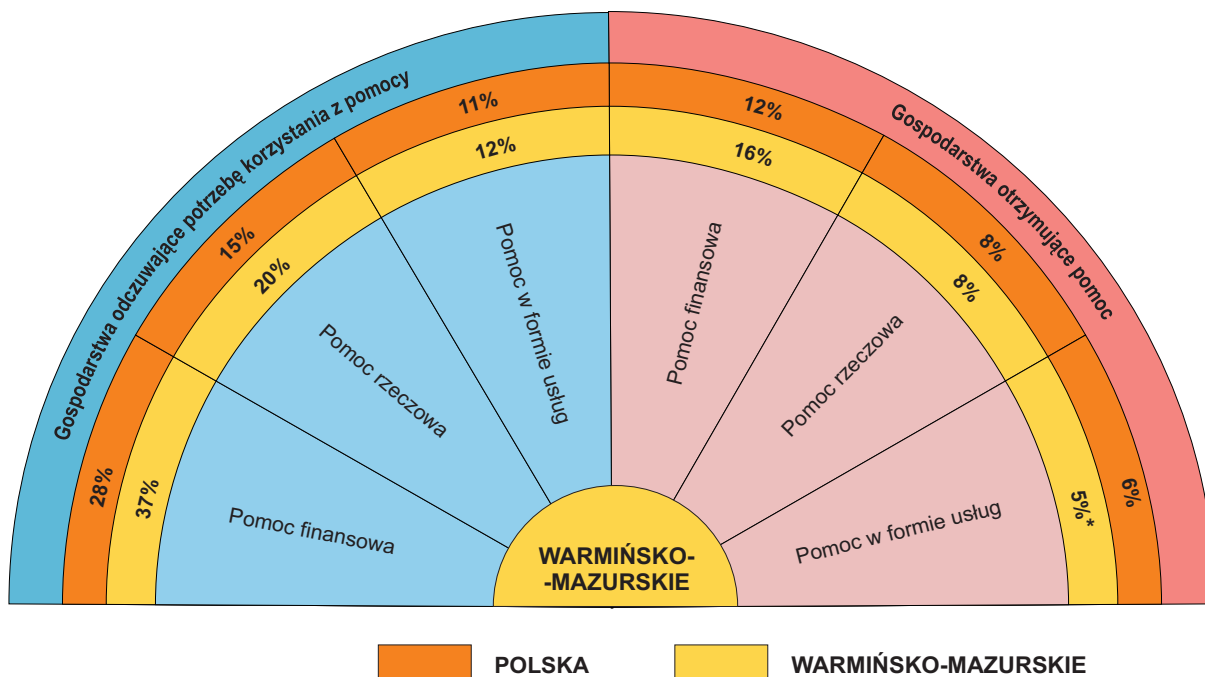 Gospodarstwa odczuwające potrzebę korzystania z pomocy
Gospodarstwa otrzymujące pomoc
28%
15%
11%
12%
8%
6%
37%
20%
12%
16%
8%
5%*
Pomoc finansowa
Pomoc rzeczowa
Pomoc w formie usług
Pomoc finansowa
Pomoc rzeczowa
Pomoc w formie usług
WARMIŃSKO-
-MAZURSKIE
POLSKA
WARMIŃSKO-MAZURSKIE